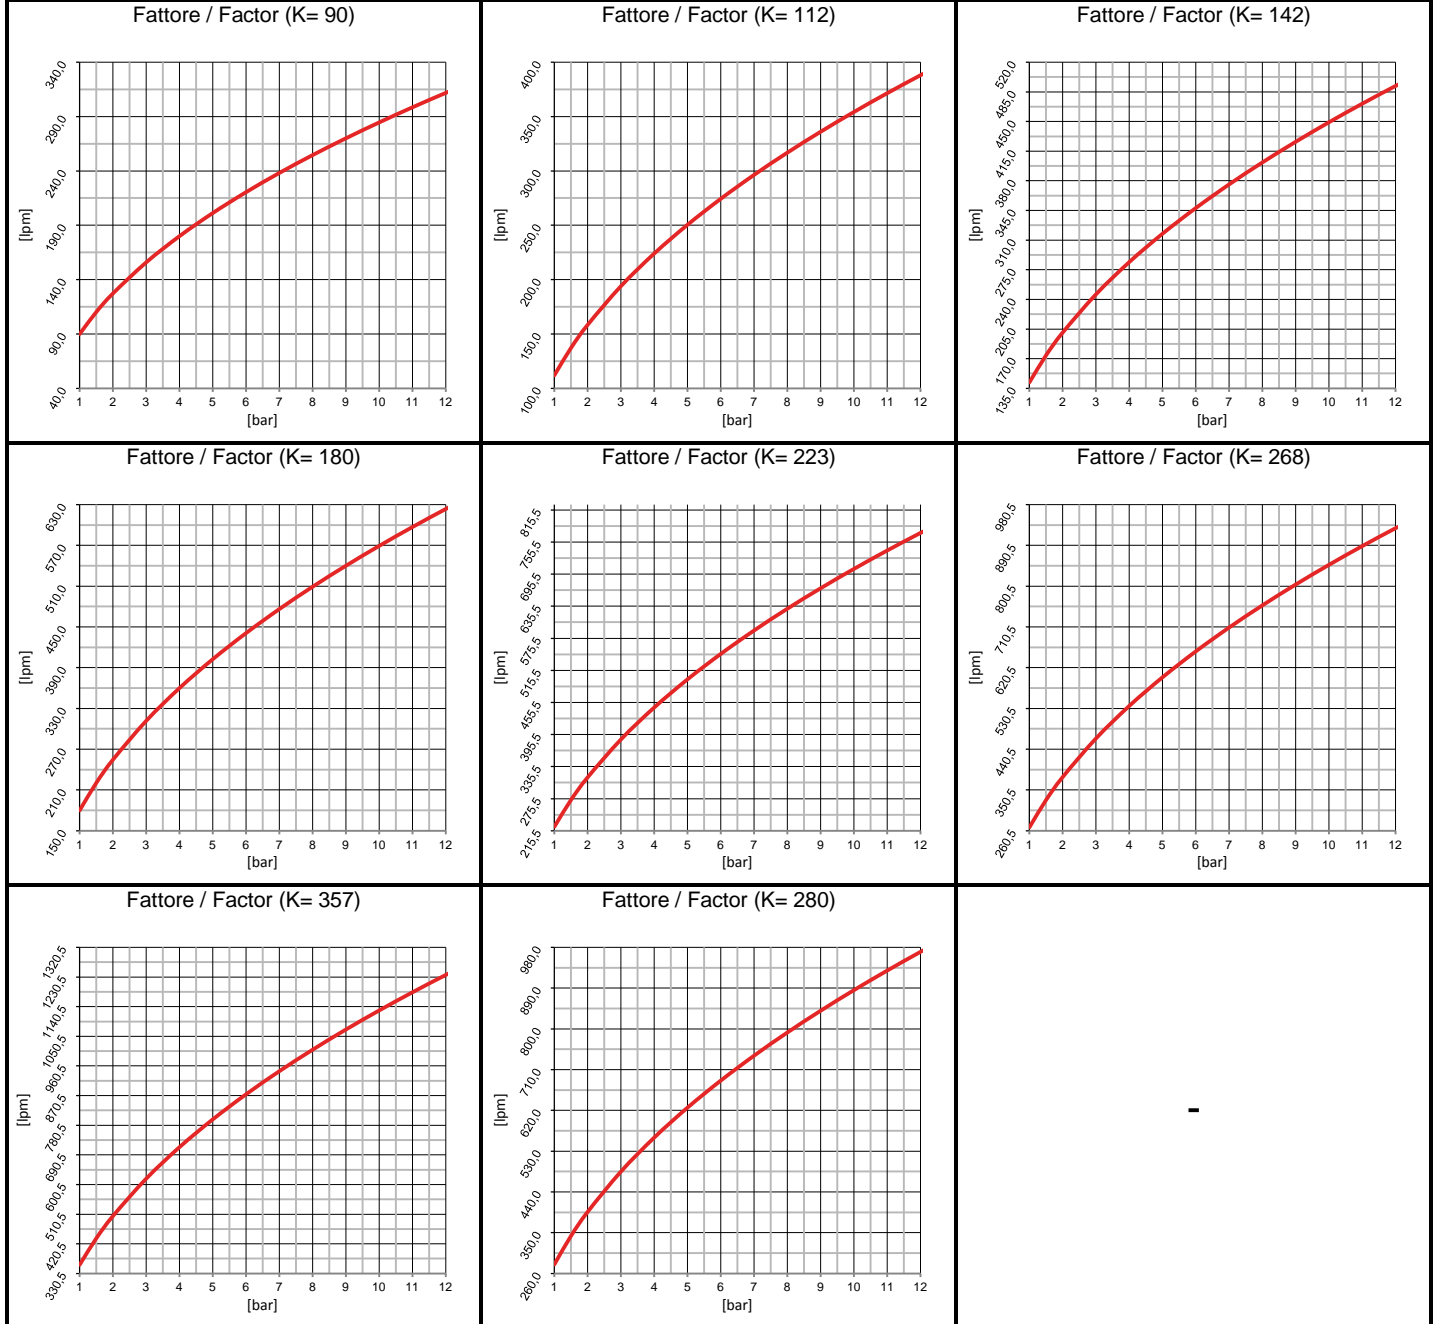 Fattore / Factor (K= 90)
340.0
290.0
240.0
190.0
140.0
90.0
40.0
[lpm]
1 2 3 4 5 6 7 8 9 10 11 12
[bar]
Fattore / Factor (K= 112)
400.0
350.0
300.0
250.0
200.0
150.0
100.0
[lpm]
1 2 3 4 5 6 7 8 9 10 11 12
[bar]
Fattore / Factor (K= 142)
520.0
485.0
450.0
415.0
380.0
345.0
310.0
275.0
240.0
205.0
170.0
135.0
[lpm]
1 2 3 4 5 6 7 8 9 10 11 12
[bar]
Fattore / Factor (K= 180)
630.0
570.0
510.0
450.0
390.0
330.0
270.0
210.0
150.0
[lpm]
1 2 3 4 5 6 7 8 9 10 11 12
[bar]
Fattore / Factor (K= 223)
815.5
755.5
695.5
635.5
575.5
515.5
455.5
395.5
335.5
275.5
215.5
[lpm]
1 2 3 4 5 6 7 8 9 10 11 12
[bar]
Fattore / Factor (K= 268)
980.5
890.5
800.5
710.5
620.5
530.5
440.5
350.5
260.5
[lpm]
1 2 3 4 5 6 7 8 9 10 11 12
[bar]
Fattore / Factor (K= 357)
1320.5
1230.5
1140.5
1050.5
960.5
870.5
780.5
690.5
600.5
510.5
420.5
330.5
[lpm]
1 2 3 4 5 6 7 8 9 10 11 12
[bar]
Fattore / Factor (K= 280)
980.0
890.0
800.0
710.0
620.0
530.0
440.0
350.0
260.0
[lpm]
1 2 3 4 5 6 7 8 9 10 11 12
[bar]
-